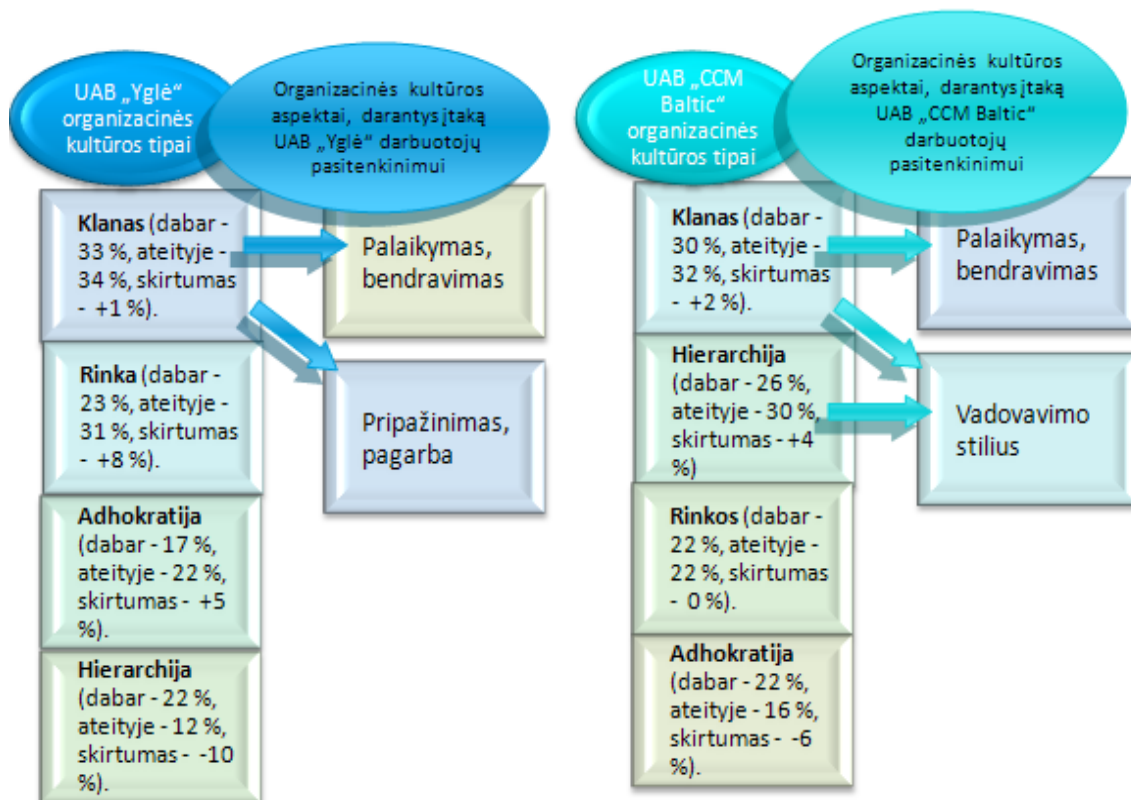 UAB „Yglė“
organizacinės
kultūros tipai
Organizacinės kultūros
aspektai, darantys įtaką
UAB „Yglė“ darbuotojų
pasitenkinimui
Klanas (dabar -
33 %, ateityje -
34 %, skirtumas
- +1 %).
Palaikymas,
bendravimas
Rinka (dabar -
23 %, ateityje -
31 %, skirtumas
- +8 %).
Pripažinimas,
pagarba
Adhokratija
(dabar - 17 %,
ateityje - 22 %,
skirtumas - +5
%).
Hierarchija
(dabar - 22 %,
ateityje - 12 %,
skirtumas - -10
%).
UAB „CCM
Baltic“
organizacinės
kultūros tipai
Organizacinės kultūros
aspektai, darantys įtaką
UAB „CCM Baltic“
darbuotojų
pasitenkinimui
Klanas (dabar -
30 %, ateityje -
32 %, skirtumas
- +2 %).
Palaikymas,
bendravimas
Hierarchija
(dabar - 26 %,
ateityje - 30 %,
skirtumas - +4
%)
Vadovavimo
stilius
Rinkos (dabar -
22 %, ateityje -
22 %, skirtumas
- 0 %).
Adhokratija
(dabar - 22 %,
ateityje - 16 %,
skirtumas - -6
%).